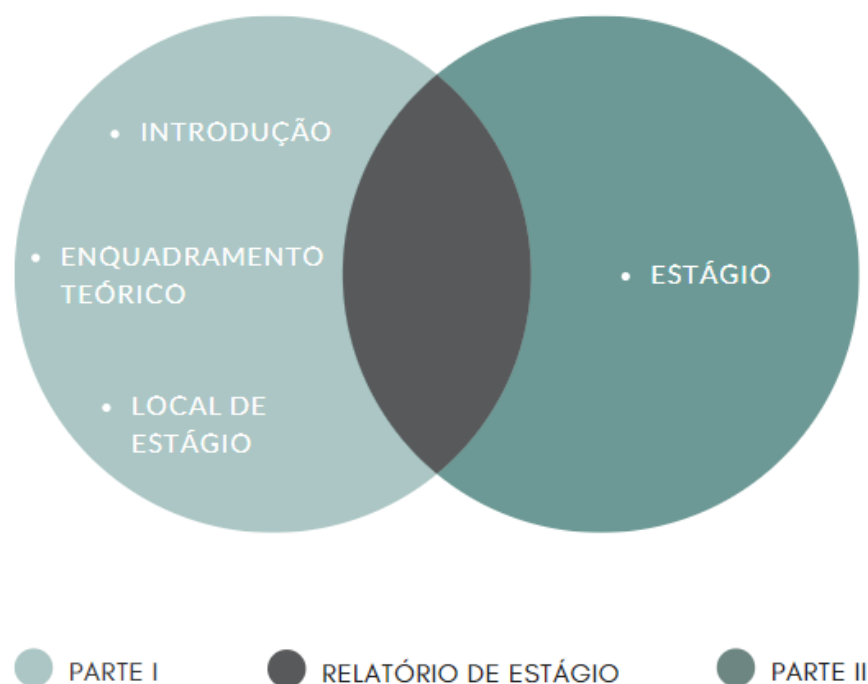 • INTRODUÇÃO
• ENQUADRAMENTO
TEÓRICO
• ESTÁGIO
• LOCAL DE
ESTÁGIO
PARTE I
RELATÓRIO DE ESTÁGIO
PARTE II